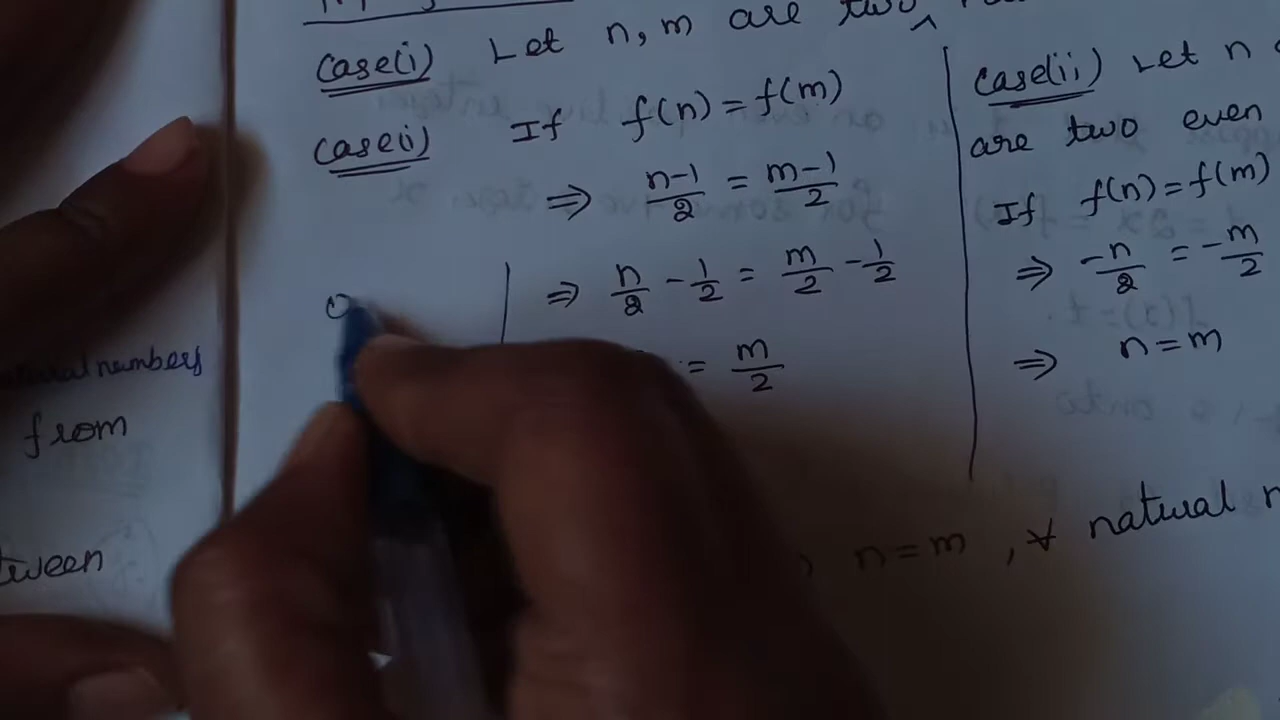 case(i) Let n, m are two
case(i) If f(n) = f(m)
⇒ n-1/2 = m-1/2
⇒ n/2 - 1/2 = m/2 - 1/2
= m/2
case(ii) Let n
are two even
If f(n) = f(m)
⇒ -n/2 = -m/2
⇒ n = m
n = m , ∀ natural
numbers
from